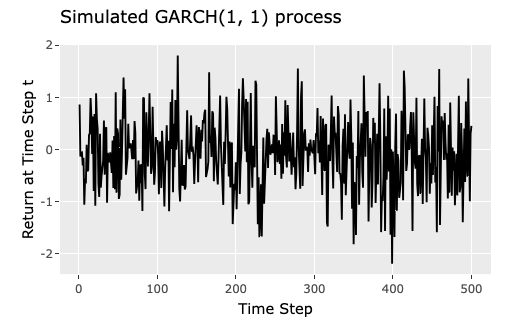 Simulated GARCH(1, 1) process
Return at Time Step t
2
1
0
-1
-2
0 100 200 300 400 500
Time Step